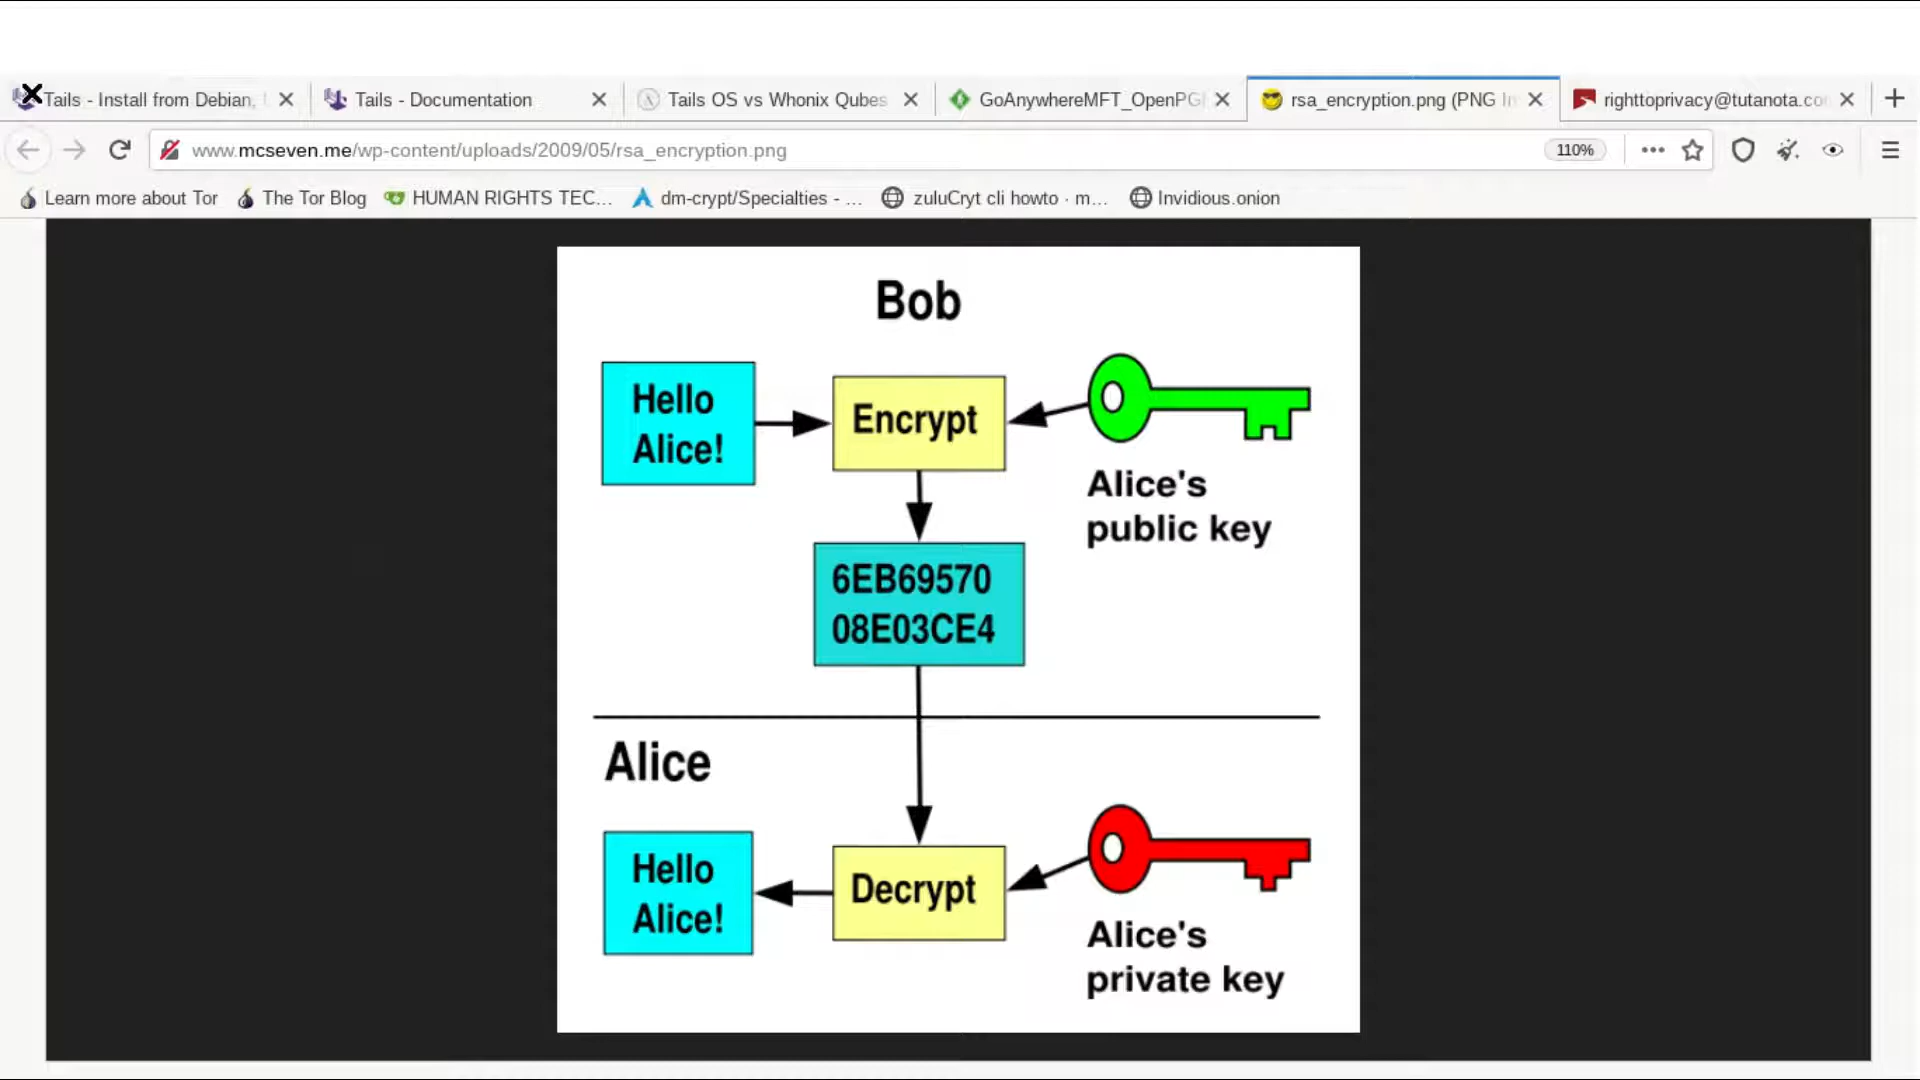 Tails - Install from Debian,
Tails - Documentation
Tails OS vs Whonix Qubes
GoAnywhereMFT_OpenPG
rsa_encryption.png (PNG I
righttoprivacy@tutanota.co
www.mcseven.me/wp-content/uploads/2009/05/rsa_encryption.png
110%
Learn more about Tor
The Tor Blog
HUMAN RIGHTS TEC...
dm-crypt/Specialties - ...
zuluCryt cli howto · m...
Invidious.onion
Bob
Hello
Alice!
Encrypt
Alice's
public key
6EB69570
08E03CE4
Alice
Hello
Alice!
Decrypt
Alice's
private key